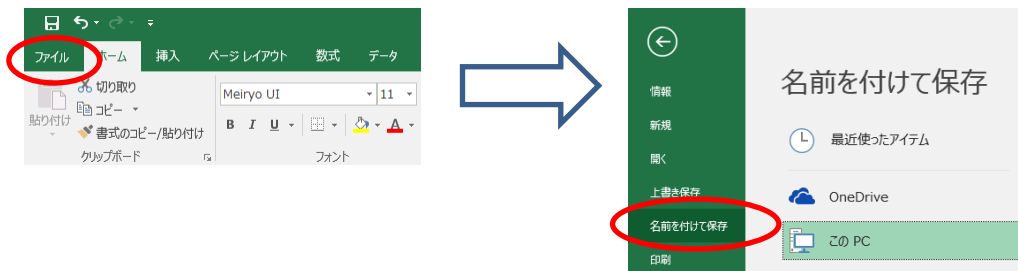 ファイル ホーム 挿入 ページ レイアウト 数式 データ
切り取り
コピー
貼り付け
書式のコピー/貼り付け
クリップボード
Meiryo UI 11
B I U A
フォント
情報
新規
開く
上書き保存
名前を付けて保存
印刷
名前を付けて保存
最近使ったアイテム
OneDrive
この PC